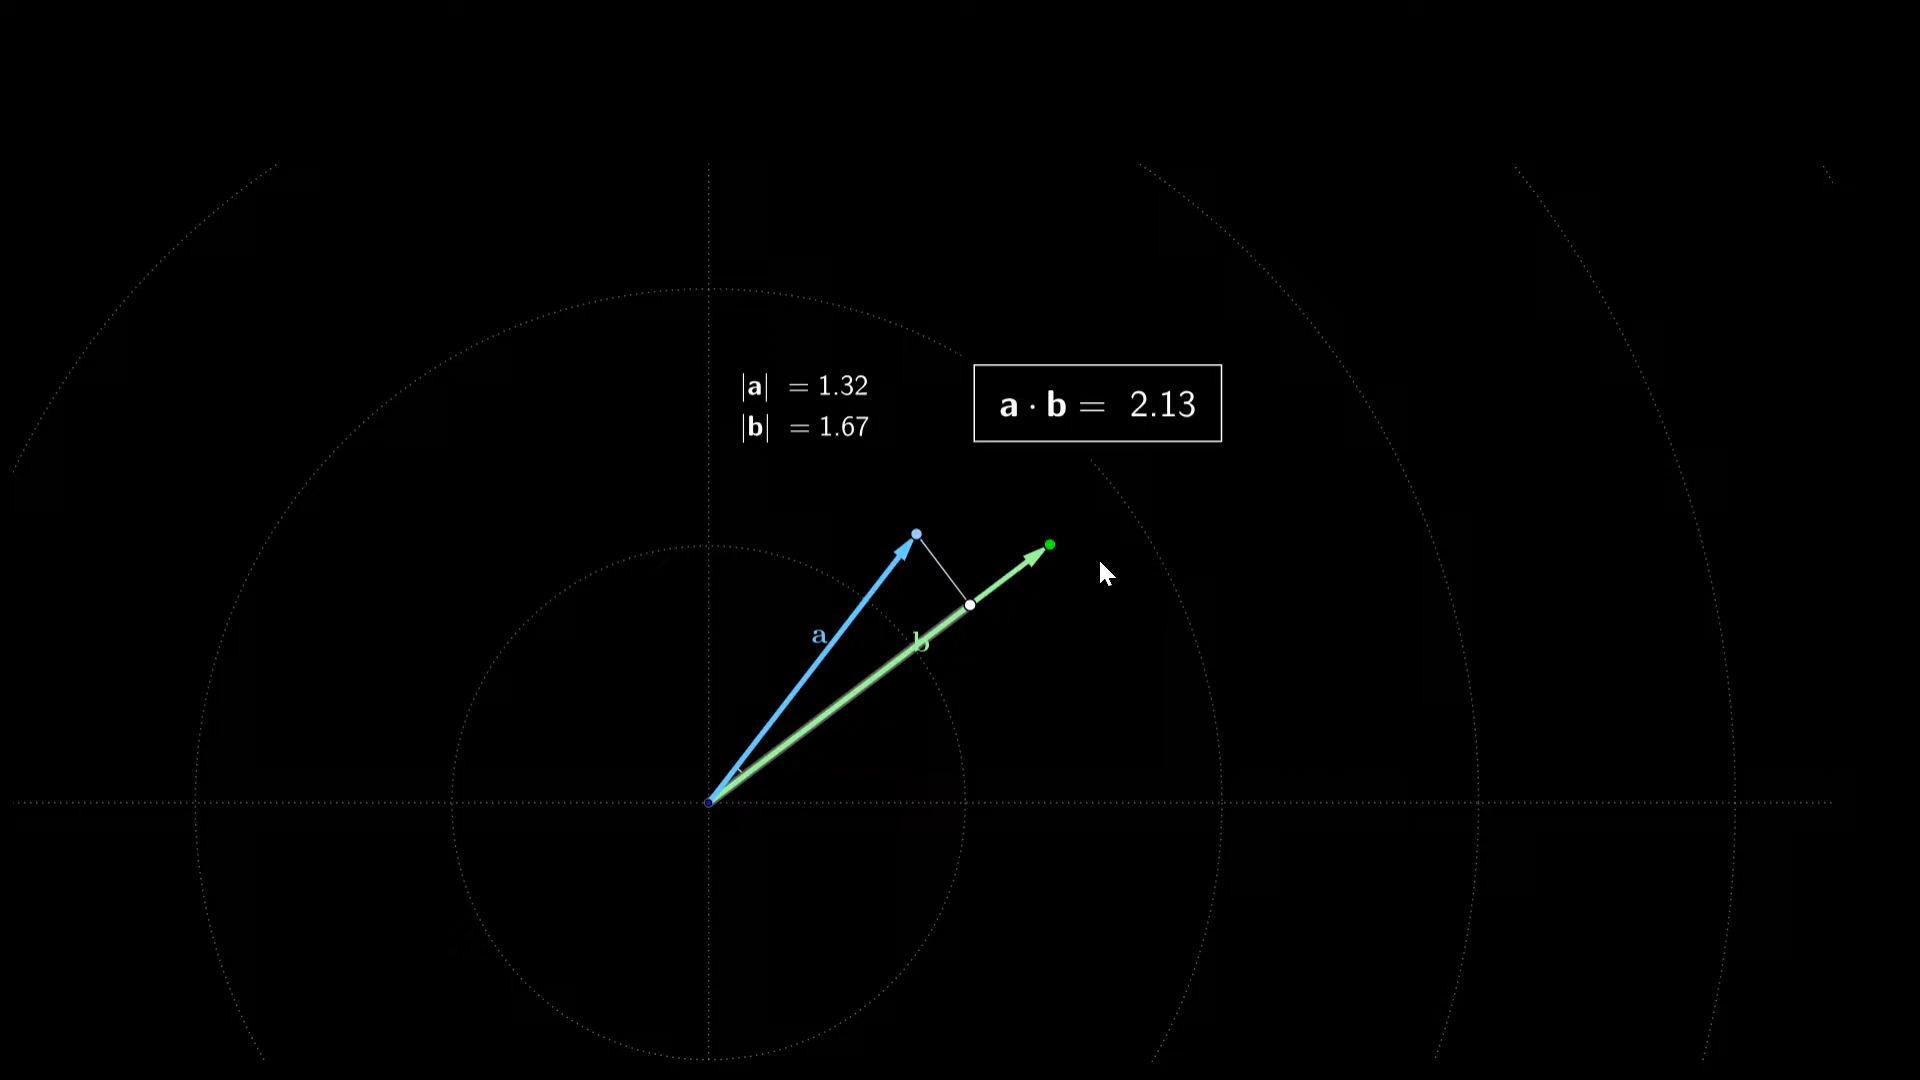 |a| = 1.32
|b| = 1.67
a · b = 2.13
a
b